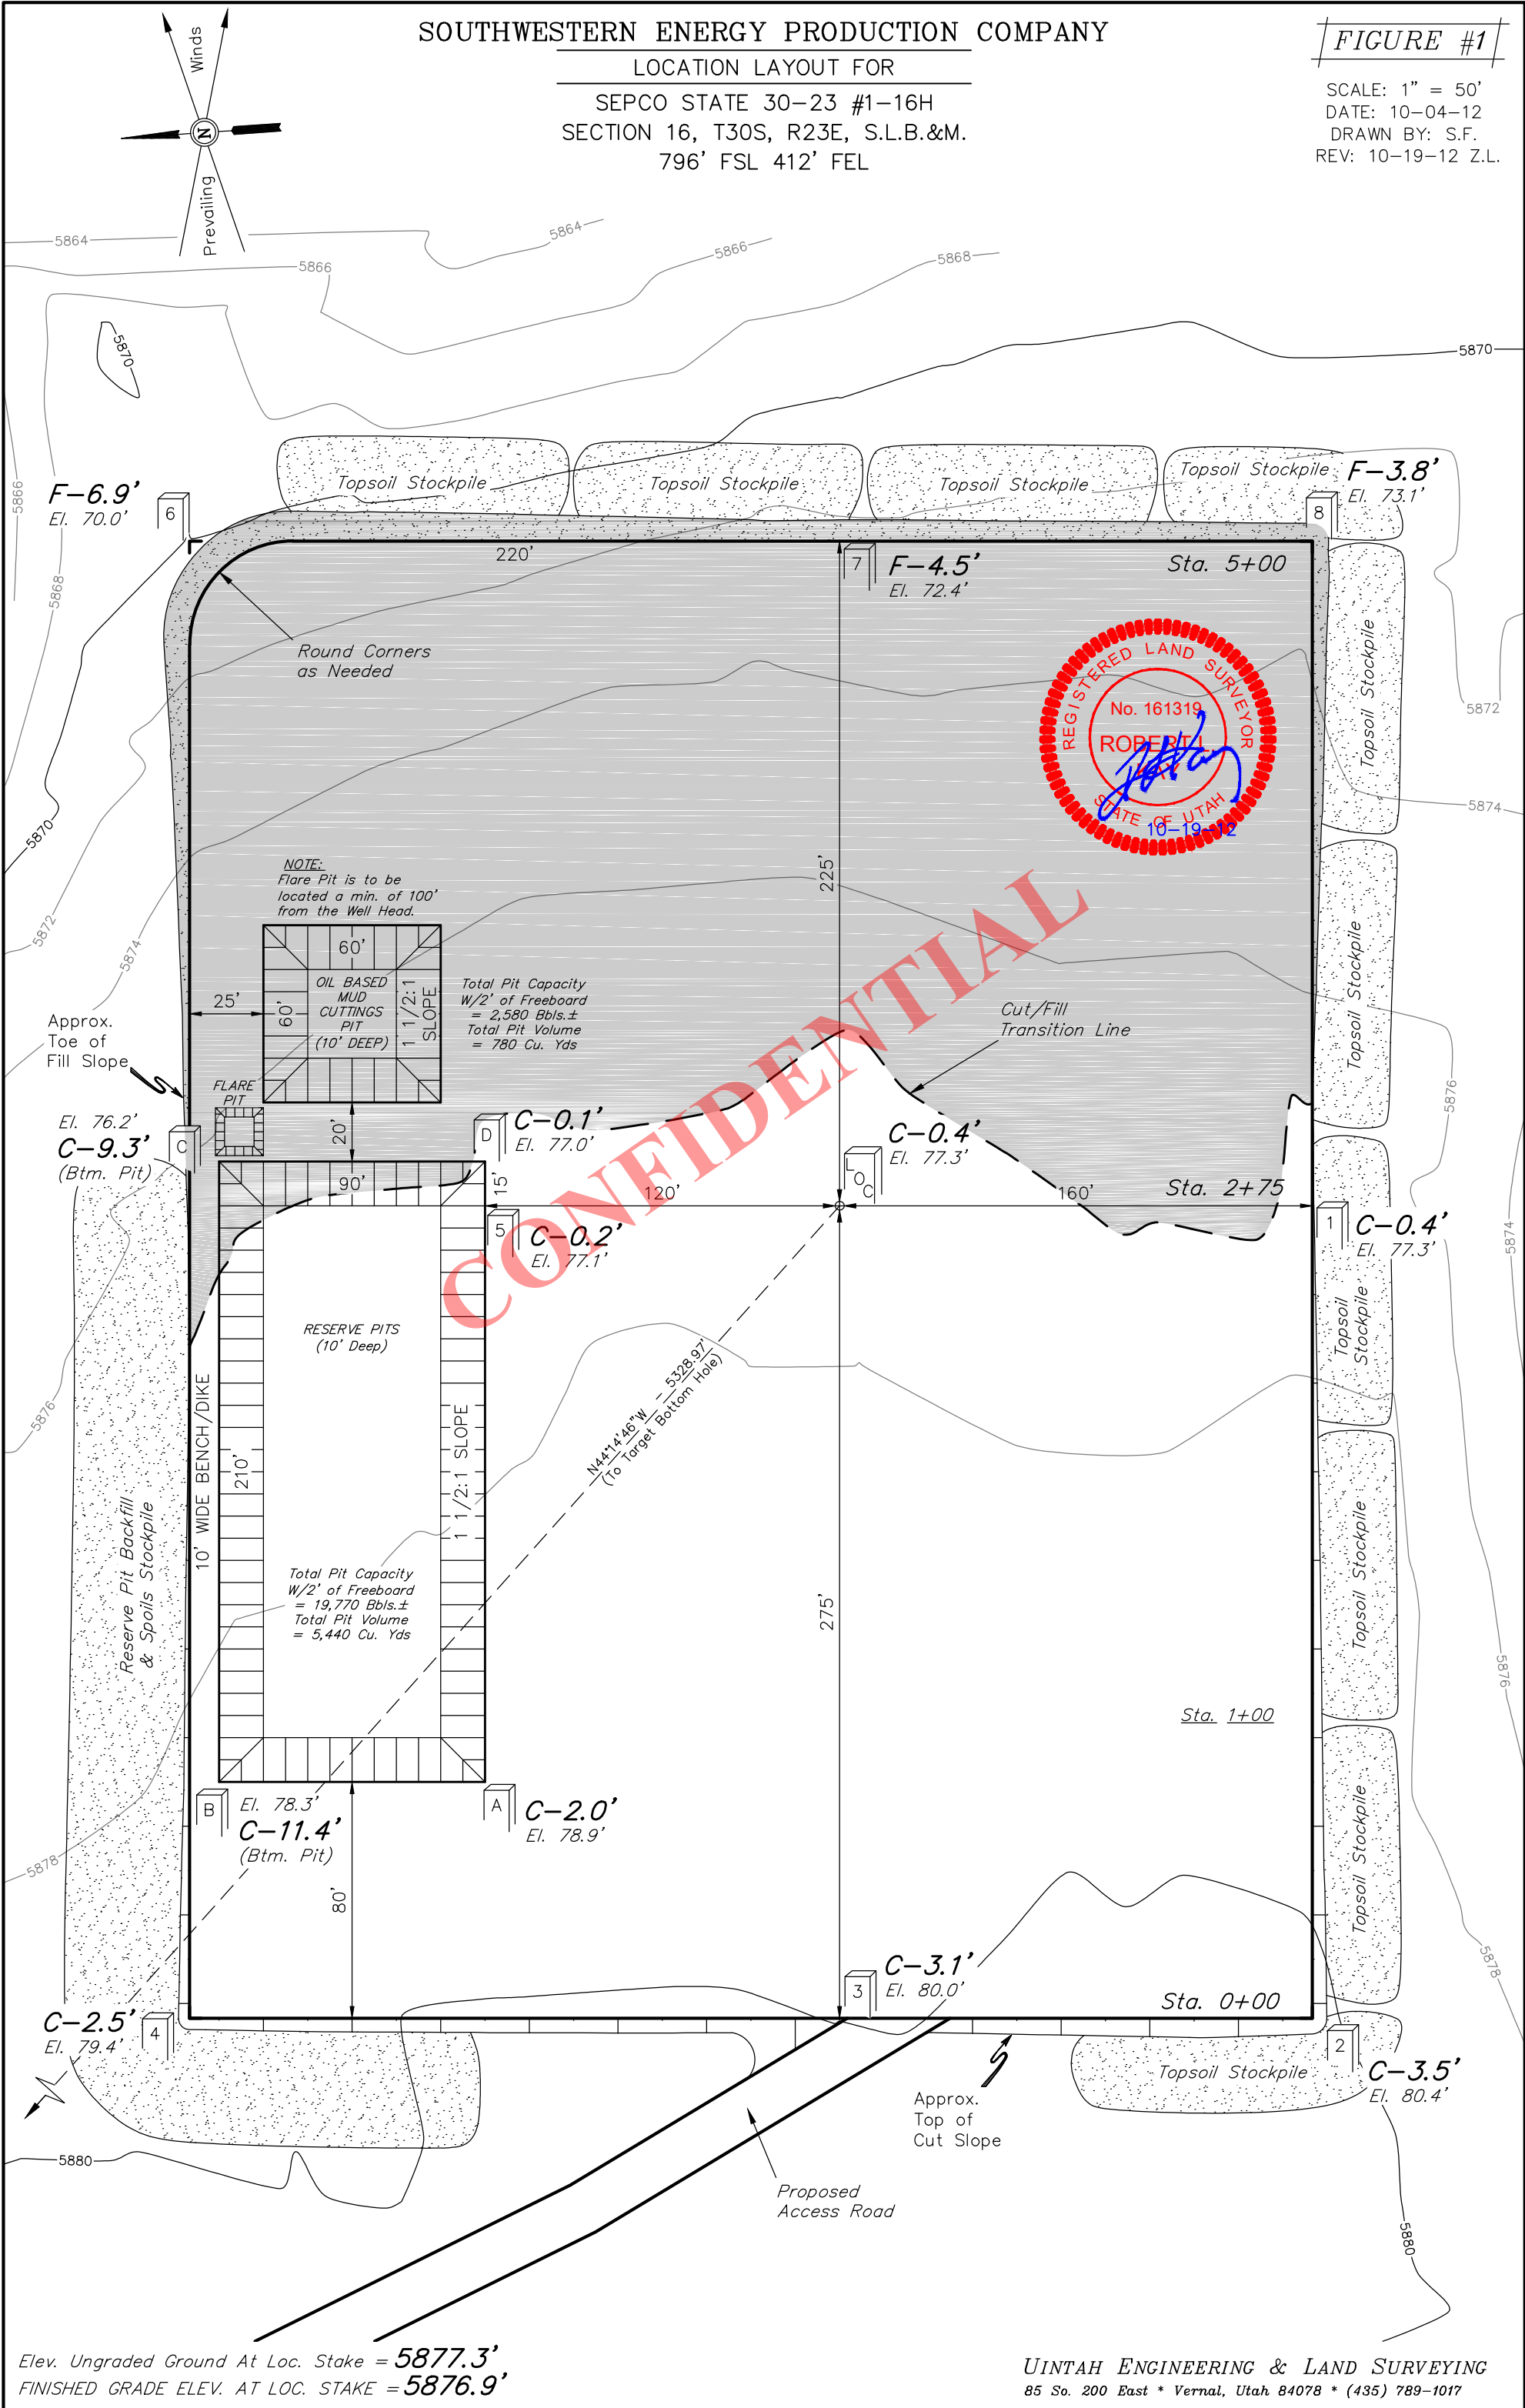 SOUTHWESTERN ENERGY PRODUCTION COMPANY
LOCATION LAYOUT FOR
SEPCO STATE 30-23 #1-16H
SECTION 16, T30S, R23E, S.L.B.&M.
796' FSL 412' FEL
FIGURE #1
SCALE: 1" = 50'
DATE: 10-04-12
DRAWN BY: S.F.
REV: 10-19-12 Z.L.
Winds
N
Prevailing
5864
5864
5866
5866
5868
5870
5870
5866
5868
Topsoil Stockpile
Topsoil Stockpile
Topsoil Stockpile
Topsoil Stockpile
F-6.9'
El. 70.0'
6
F-3.8'
El. 73.1'
8
220'
7
F-4.5'
El. 72.4'
Sta. 5+00
Round Corners
as Needed
REGISTERED LAND SURVEYOR
No. 161319
ROBERT L.
KAY
STATE OF UTAH
10-19-12
Topsoil Stockpile
5872
5874
5870
5872
5874
225'
NOTE:
Flare Pit is to be
located a min. of 100'
from the Well Head.
60'
60'
OIL BASED
MUD
CUTTINGS
PIT
(10' DEEP)
1 1/2:1
SLOPE
25'
Total Pit Capacity
W/2' of Freeboard
= 2,580 Bbls.±
Total Pit Volume
= 780 Cu. Yds
Cut/Fill
Transition Line
Topsoil Stockpile
Approx.
Toe of
Fill Slope
FLARE
PIT
El. 76.2'
C-9.3'
(Btm. Pit)
C
20'
D
C-0.1'
El. 77.0'
C-0.4'
El. 77.3'
LOC
5876
90'
15'
120'
160'
Sta. 2+75
5
C-0.2'
El. 77.1'
1
C-0.4'
El. 77.3'
5874
CONFIDENTIAL
RESERVE PITS
(10' Deep)
Topsoil
Stockpile
N44°14'46"W - 5328.97'
(To Target Bottom Hole)
5876
10' WIDE BENCH/DIKE
210'
1 1/2:1 SLOPE
Reserve Pit Backfill
& Spoils Stockpile
Topsoil Stockpile
Total Pit Capacity
W/2' of Freeboard
= 19,770 Bbls.±
Total Pit Volume
= 5,440 Cu. Yds
275'
5876
Sta. 1+00
B
El. 78.3'
C-11.4'
(Btm. Pit)
A
C-2.0'
El. 78.9'
Topsoil Stockpile
5878
80'
5878
3
C-3.1'
El. 80.0'
Sta. 0+00
C-2.5'
El. 79.4'
4
2
C-3.5'
El. 80.4'
Topsoil Stockpile
Approx.
Top of
Cut Slope
5880
Proposed
Access Road
5880
Elev. Ungraded Ground At Loc. Stake = 5877.3'
FINISHED GRADE ELEV. AT LOC. STAKE = 5876.9'
UINTAH ENGINEERING & LAND SURVEYING
85 So. 200 East * Vernal, Utah 84078 * (435) 789-1017